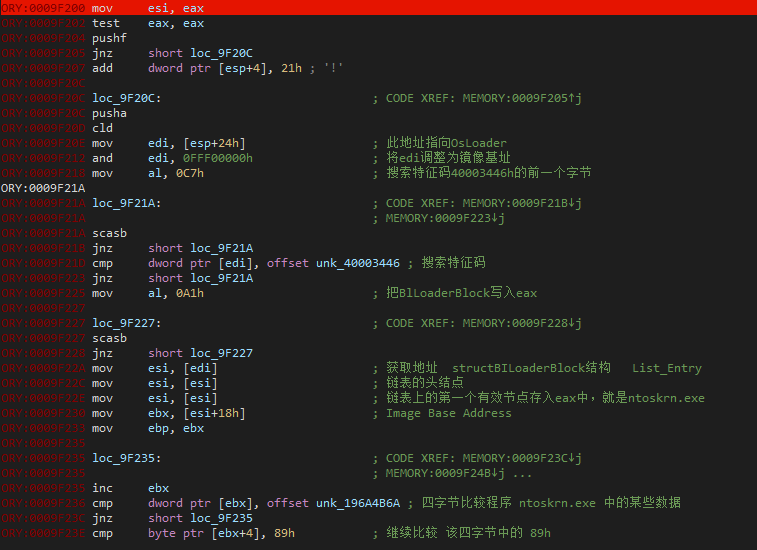 ORY:0009F200 mov esi, eax
ORY:0009F202 test eax, eax
ORY:0009F204 pushf
ORY:0009F205 jnz short loc_9F20C
ORY:0009F207 add dword ptr [esp+4], 21h ; '!'
ORY:0009F20C
ORY:0009F20C loc_9F20C: ; CODE XREF: MEMORY:0009F205↑j
ORY:0009F20C pusha
ORY:0009F20D cld
ORY:0009F20E mov edi, [esp+24h] ; 此地址指向OsLoader
ORY:0009F212 and edi, 0FFF00000h ; 将edi调整为镜像基址
ORY:0009F218 mov al, 0C7h ; 搜索特征码40003446h的前一个字节
ORY:0009F21A
ORY:0009F21A loc_9F21A: ; CODE XREF: MEMORY:0009F21B↓j
ORY:0009F21A ; MEMORY:0009F223↓j
ORY:0009F21A scasb
ORY:0009F21B jnz short loc_9F21A
ORY:0009F21D cmp dword ptr [edi], offset unk_40003446 ; 搜索特征码
ORY:0009F223 jnz short loc_9F21A
ORY:0009F225 mov al, 0A1h ; 把BlLoaderBlock写入eax
ORY:0009F227
ORY:0009F227 loc_9F227: ; CODE XREF: MEMORY:0009F228↓j
ORY:0009F227 scasb
ORY:0009F228 jnz short loc_9F227
ORY:0009F22A mov esi, [edi] ; 获取地址 structBILoaderBlock结构 List_Entry
ORY:0009F22C mov esi, [esi] ; 链表的头结点
ORY:0009F22E mov esi, [esi] ; 链表上的第一个有效节点存入eax中，就是ntoskrn.exe
ORY:0009F230 mov ebx, [esi+18h] ; Image Base Address
ORY:0009F233 mov ebp, ebx
ORY:0009F235
ORY:0009F235 loc_9F235: ; CODE XREF: MEMORY:0009F23C↓j
ORY:0009F235 ; MEMORY:0009F24B↓j ...
ORY:0009F235 inc ebx
ORY:0009F236 cmp dword ptr [ebx], offset unk_196A4B6A ; 四字节比较程序 ntoskrn.exe 中的某些数据
ORY:0009F23C jnz short loc_9F235
ORY:0009F23E cmp byte ptr [ebx+4], 89h ; 继续比较 该四字节中的 89h